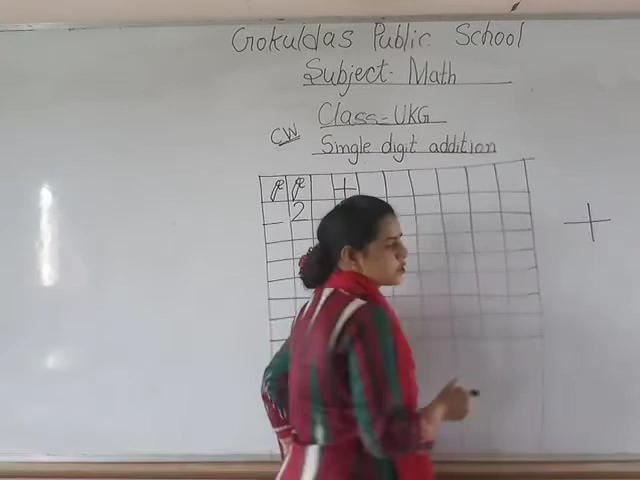 Gokuldas Public School
Subject- Math
Class-UKG
CW
Single digit addition
+
2
+